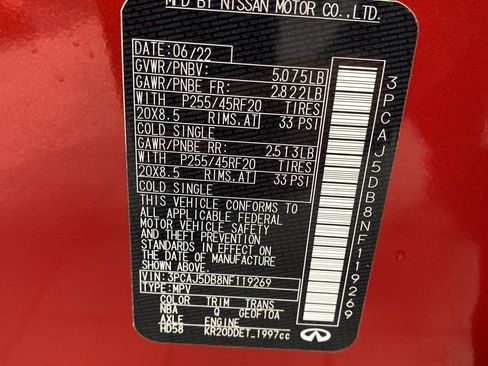 MFD BY NISSAN MOTOR CO.,LTD.
DATE:06/22
GVWR/PNBV: 5,075LB
GAWR/PNBE FR: 2,822LB
WITH P255/45RF20 TIRES
20X8.5 RIMS,AT 33 PSI
COLD SINGLE
GAWR/PNBE RR: 2,513LB
WITH P255/45RF20 TIRES
20X8.5 RIMS,AT 33 PSI
COLD SINGLE
THIS VEHICLE CONFORMS TO
ALL APPLICABLE FEDERAL
MOTOR VEHICLE SAFETY
AND THEFT PREVENTION
STANDARDS IN EFFECT ON
THE DATE OF MANUFACTURE
VIN:3PCAJ5DB8NF119269
TYPE:MPV
COLOR TRIM TRANS
NBA Q GE0F10A
AXLE ENGINE
HD58 KR20DDET 1997cc
3PCAJ5DB8NF119269